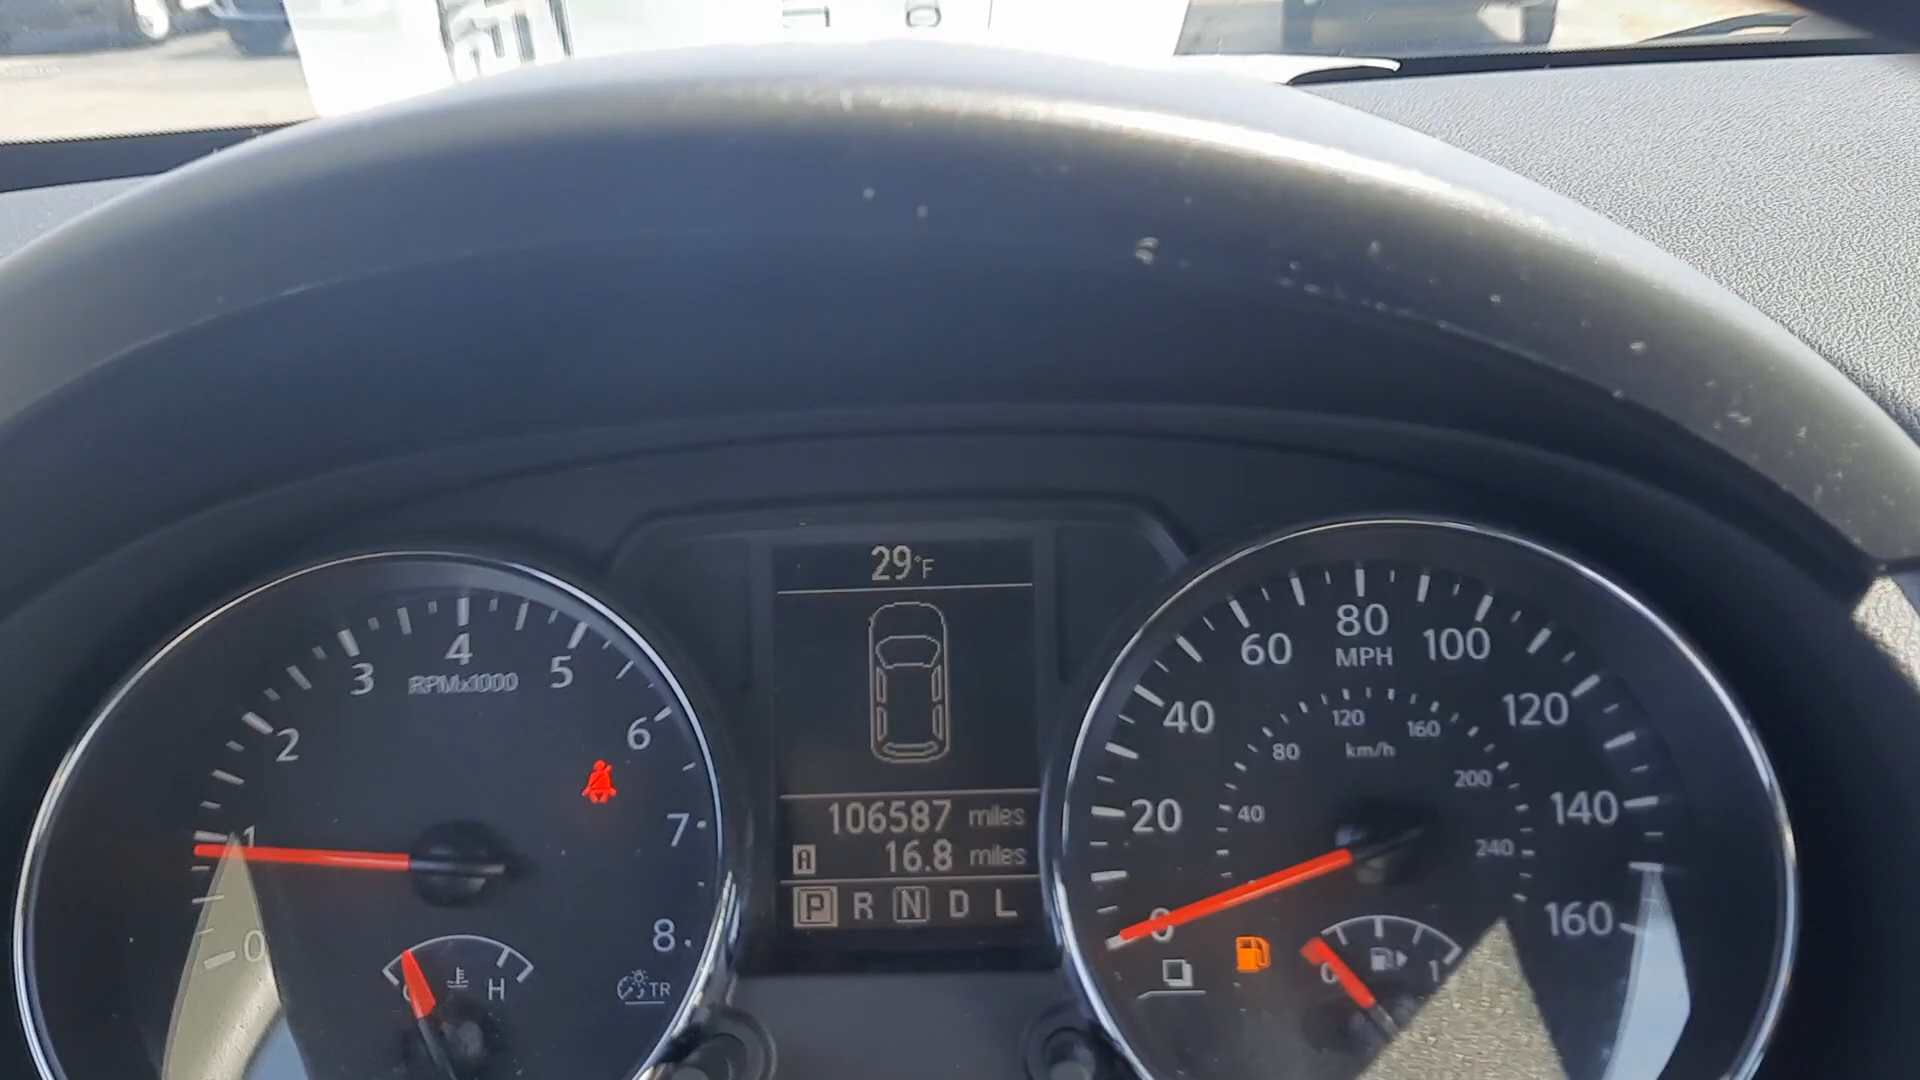 29°F
106587 miles
A 16.8 miles
P R N D L
0 1 2 3 4 5 6 7 8
RPMx1000
H
TR
0 20 40 60 80 100 120 140 160
MPH
40 80 120 160 200 240
km/h
0 1